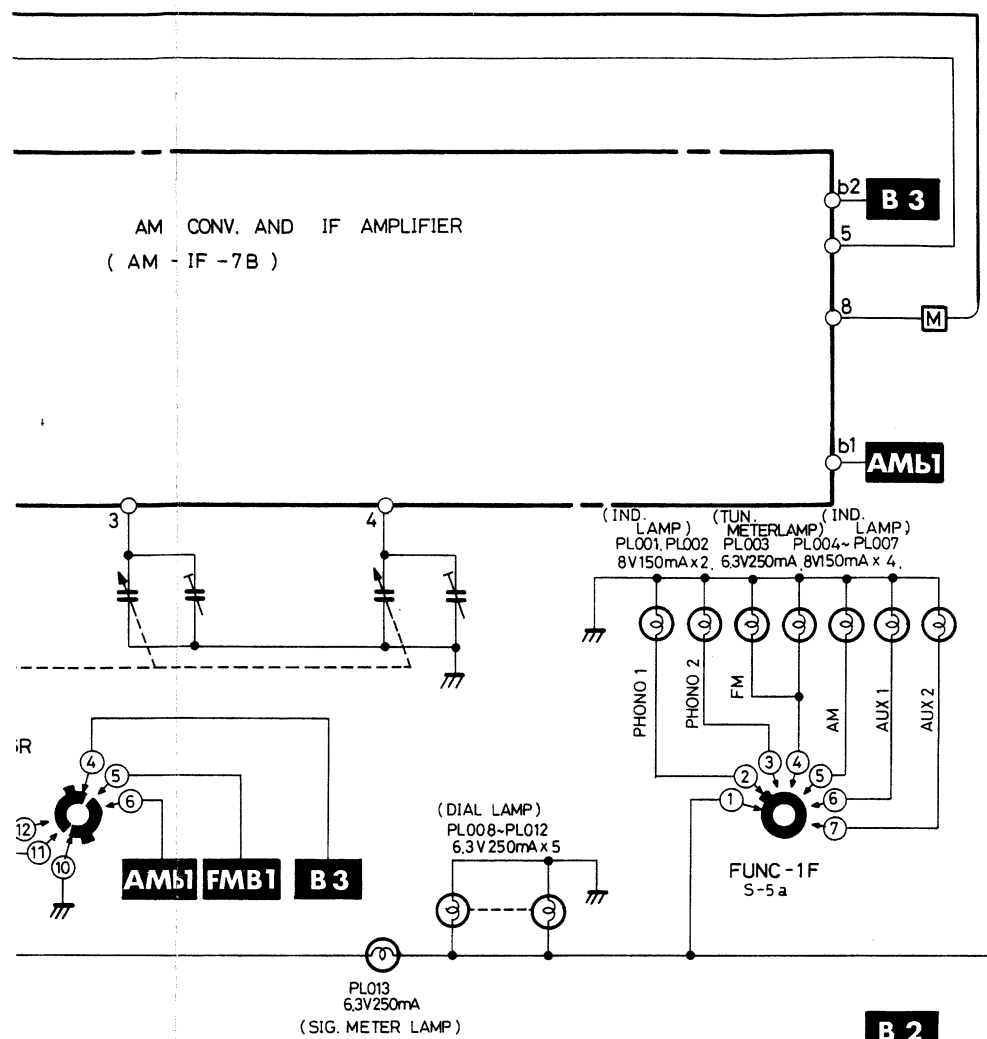 b2
B 3
5
AM CONV. AND IF AMPLIFIER
( AM - IF - 7B )
8
M
b1
AMb1
3
4
(IND. LAMP)
PL001, PL002
8V150mA x 2.
(TUN. METERLAMP)
PL003
6,3V250mA
(IND. LAMP)
PL004~PL007
8V150mA x 4.
PHONO 1
PHONO 2
FM
AM
AUX 1
AUX 2
4
5
6
12
11
10
AMb1
FMB1
B 3
1
2
3
4
5
6
7
FUNC-1F
S-5a
(DIAL LAMP)
PL008~PL012
6,3V250mA x 5
PL013
6,3V250mA
(SIG. METER LAMP)
B 2